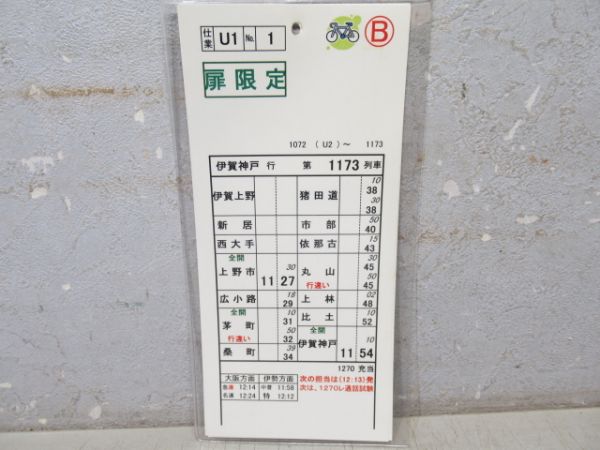 仕業 U1 No. 1 B
扉限定
1072 (U2)~ 1173
伊賀神戸 行 第 1173 列車
伊賀上野 猪田道 10 38 30 38
新居 市部 50 40
西大手 依那古 15 43
全開 上野市 11 30 27 丸山 行違い 30 45 50 45
広小路 18 29 上林 02 48
全開 茅町 行違い 10 31 50 32 比土 10 52
桑町 39 34 全開 伊賀神戸 11 10 54
1270 充当
大阪方面 伊勢方面
急速 12:14 中青 11:58
名速 12:24 特 12:12
次の担当は(12:13)発
次は、1270レ通話試験